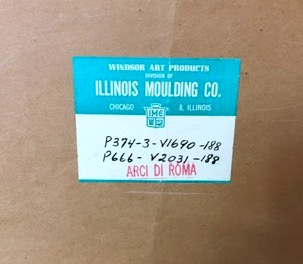 WINDSOR ART PRODUCTS
DIVISION OF
ILLINOIS MOULDING CO.
CHICAGO 8, ILLINOIS
IMC
P374-3-V1690-188
P666-V2031-188
ARCI DI ROMA